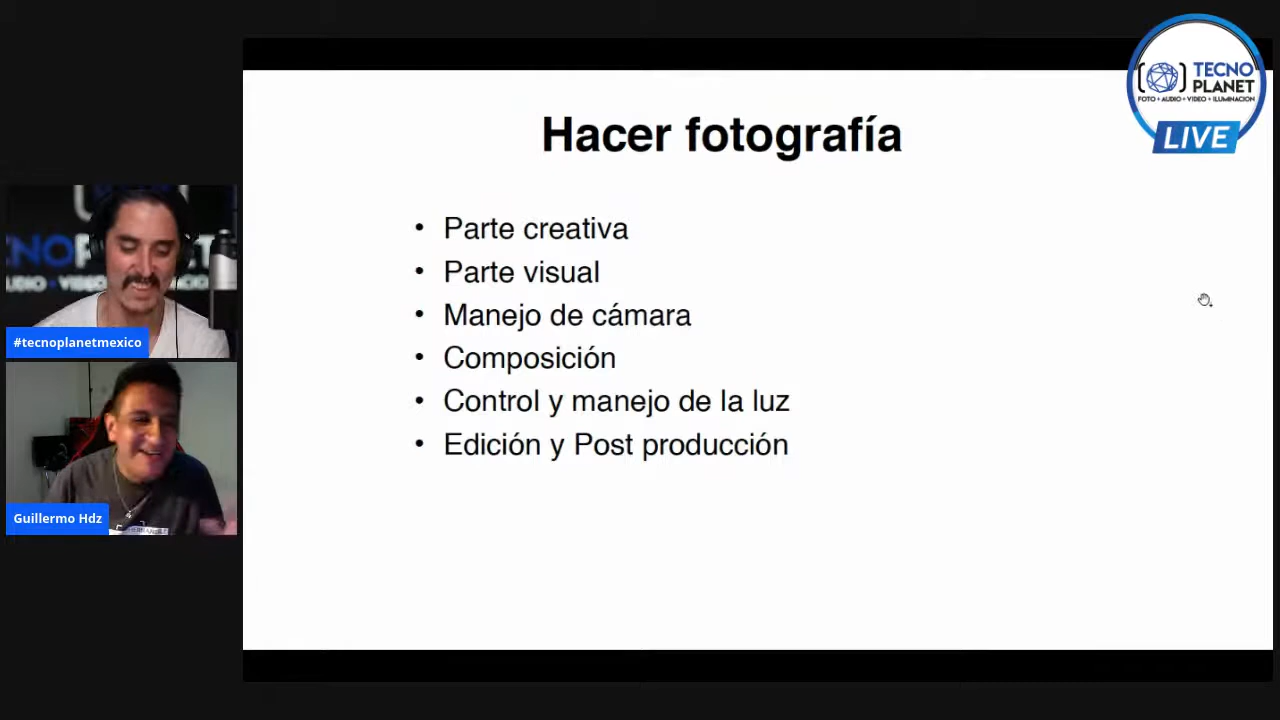 TECNO
PLANET
FOTO + AUDIO + VIDEO + ILUMINACION
LIVE
Hacer fotografía
• Parte creativa
• Parte visual
• Manejo de cámara
• Composición
• Control y manejo de la luz
• Edición y Post producción
#tecnoplanetmexico
Guillermo Hdz